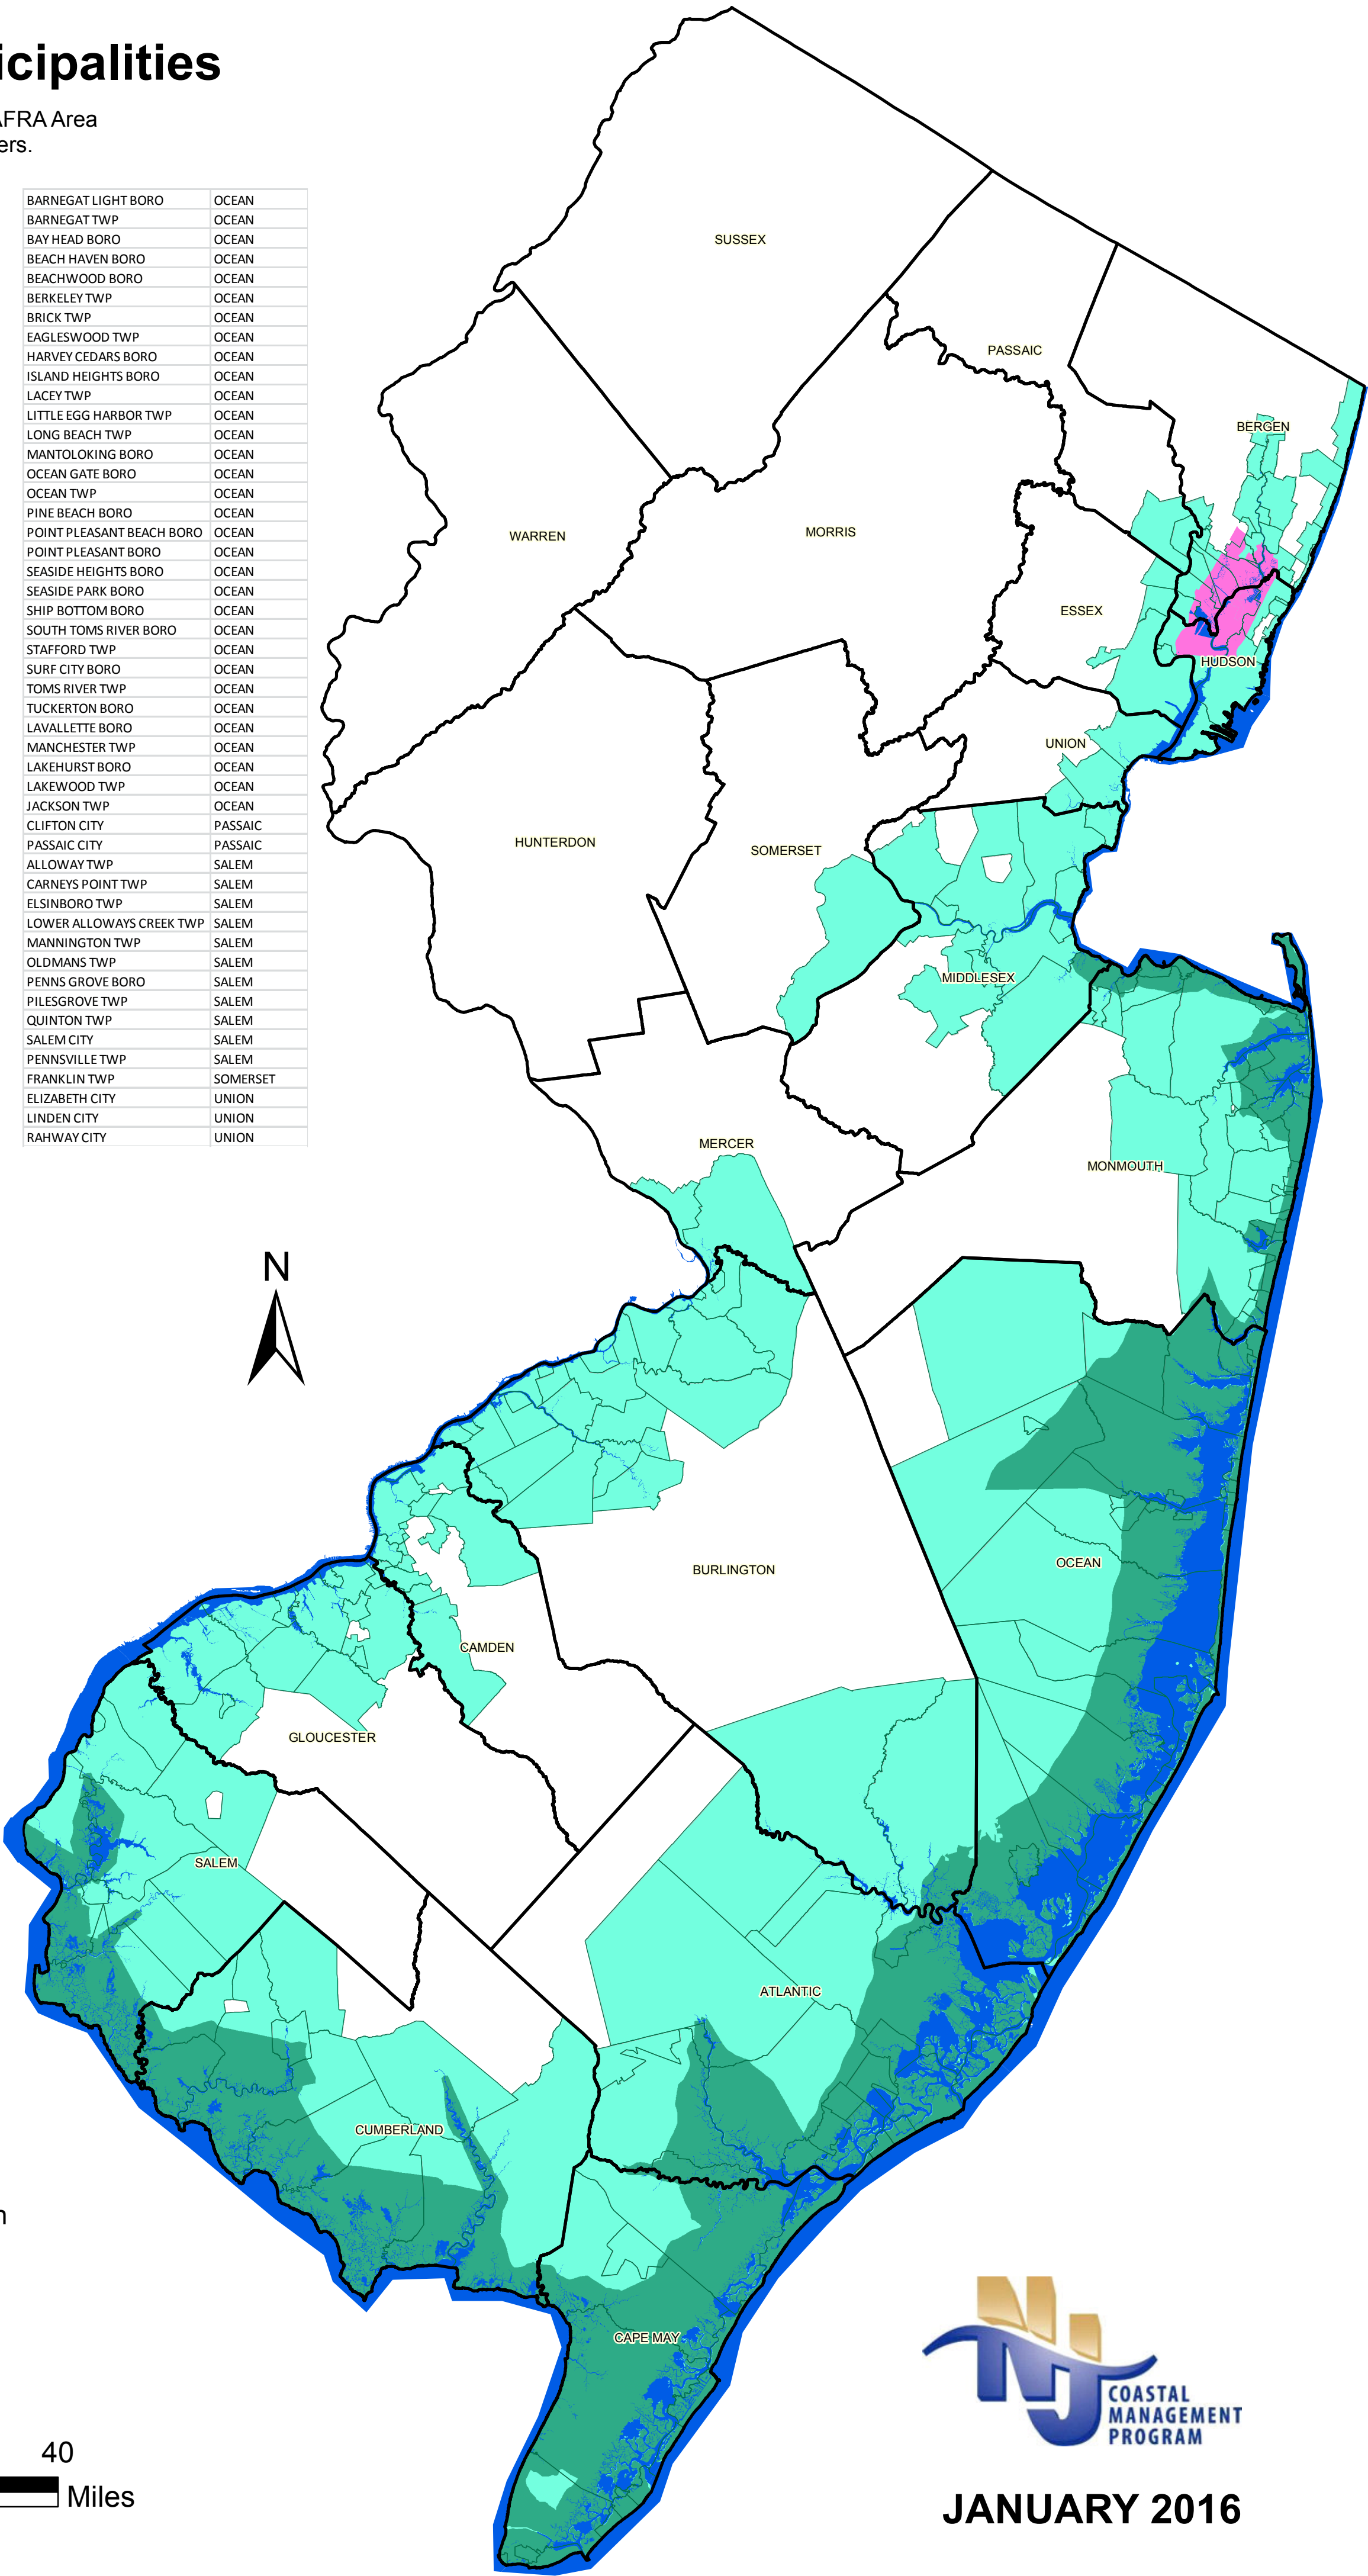 icipalities
AFRA Area
ers.
BARNEGAT LIGHT BORO OCEAN
BARNEGAT TWP OCEAN
BAY HEAD BORO OCEAN
BEACH HAVEN BORO OCEAN
BEACHWOOD BORO OCEAN
BERKELEY TWP OCEAN
BRICK TWP OCEAN
EAGLESWOOD TWP OCEAN
HARVEY CEDARS BORO OCEAN
ISLAND HEIGHTS BORO OCEAN
LACEY TWP OCEAN
LITTLE EGG HARBOR TWP OCEAN
LONG BEACH TWP OCEAN
MANTOLOKING BORO OCEAN
OCEAN GATE BORO OCEAN
OCEAN TWP OCEAN
PINE BEACH BORO OCEAN
POINT PLEASANT BEACH BORO OCEAN
POINT PLEASANT BORO OCEAN
SEASIDE HEIGHTS BORO OCEAN
SEASIDE PARK BORO OCEAN
SHIP BOTTOM BORO OCEAN
SOUTH TOMS RIVER BORO OCEAN
STAFFORD TWP OCEAN
SURF CITY BORO OCEAN
TOMS RIVER TWP OCEAN
TUCKERTON BORO OCEAN
LAVALLETTE BORO OCEAN
MANCHESTER TWP OCEAN
LAKEHURST BORO OCEAN
LAKEWOOD TWP OCEAN
JACKSON TWP OCEAN
CLIFTON CITY PASSAIC
PASSAIC CITY PASSAIC
ALLOWAY TWP SALEM
CARNEYS POINT TWP SALEM
ELSINBORO TWP SALEM
LOWER ALLOWAYS CREEK TWP SALEM
MANNINGTON TWP SALEM
OLDMANS TWP SALEM
PENNS GROVE BORO SALEM
PILESGROVE TWP SALEM
QUINTON TWP SALEM
SALEM CITY SALEM
PENNSVILLE TWP SALEM
FRANKLIN TWP SOMERSET
ELIZABETH CITY UNION
LINDEN CITY UNION
RAHWAY CITY UNION
SUSSEX
PASSAIC
BERGEN
WARREN
MORRIS
ESSEX
HUDSON
UNION
HUNTERDON
SOMERSET
MIDDLESEX
MERCER
MONMOUTH
N
OCEAN
BURLINGTON
CAMDEN
GLOUCESTER
SALEM
ATLANTIC
CUMBERLAND
CAPE MAY
40
Miles
NJ
COASTAL
MANAGEMENT
PROGRAM
JANUARY 2016